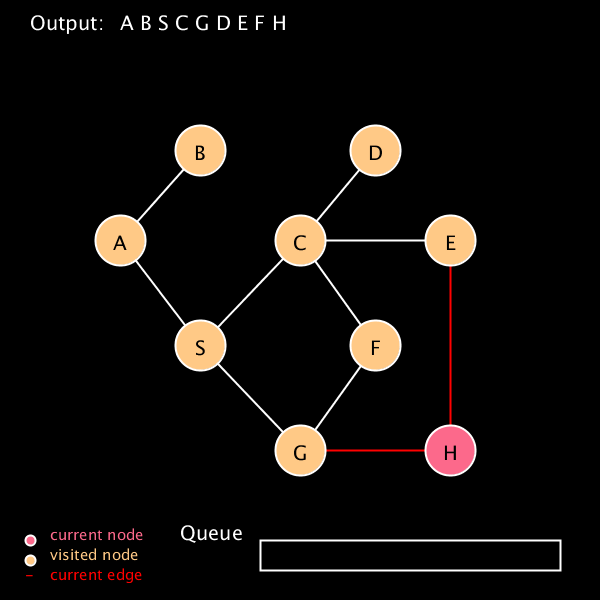 Output: A B S C G D E F H
B D
A C E
S F
G H
Queue
current node
visited node
current edge